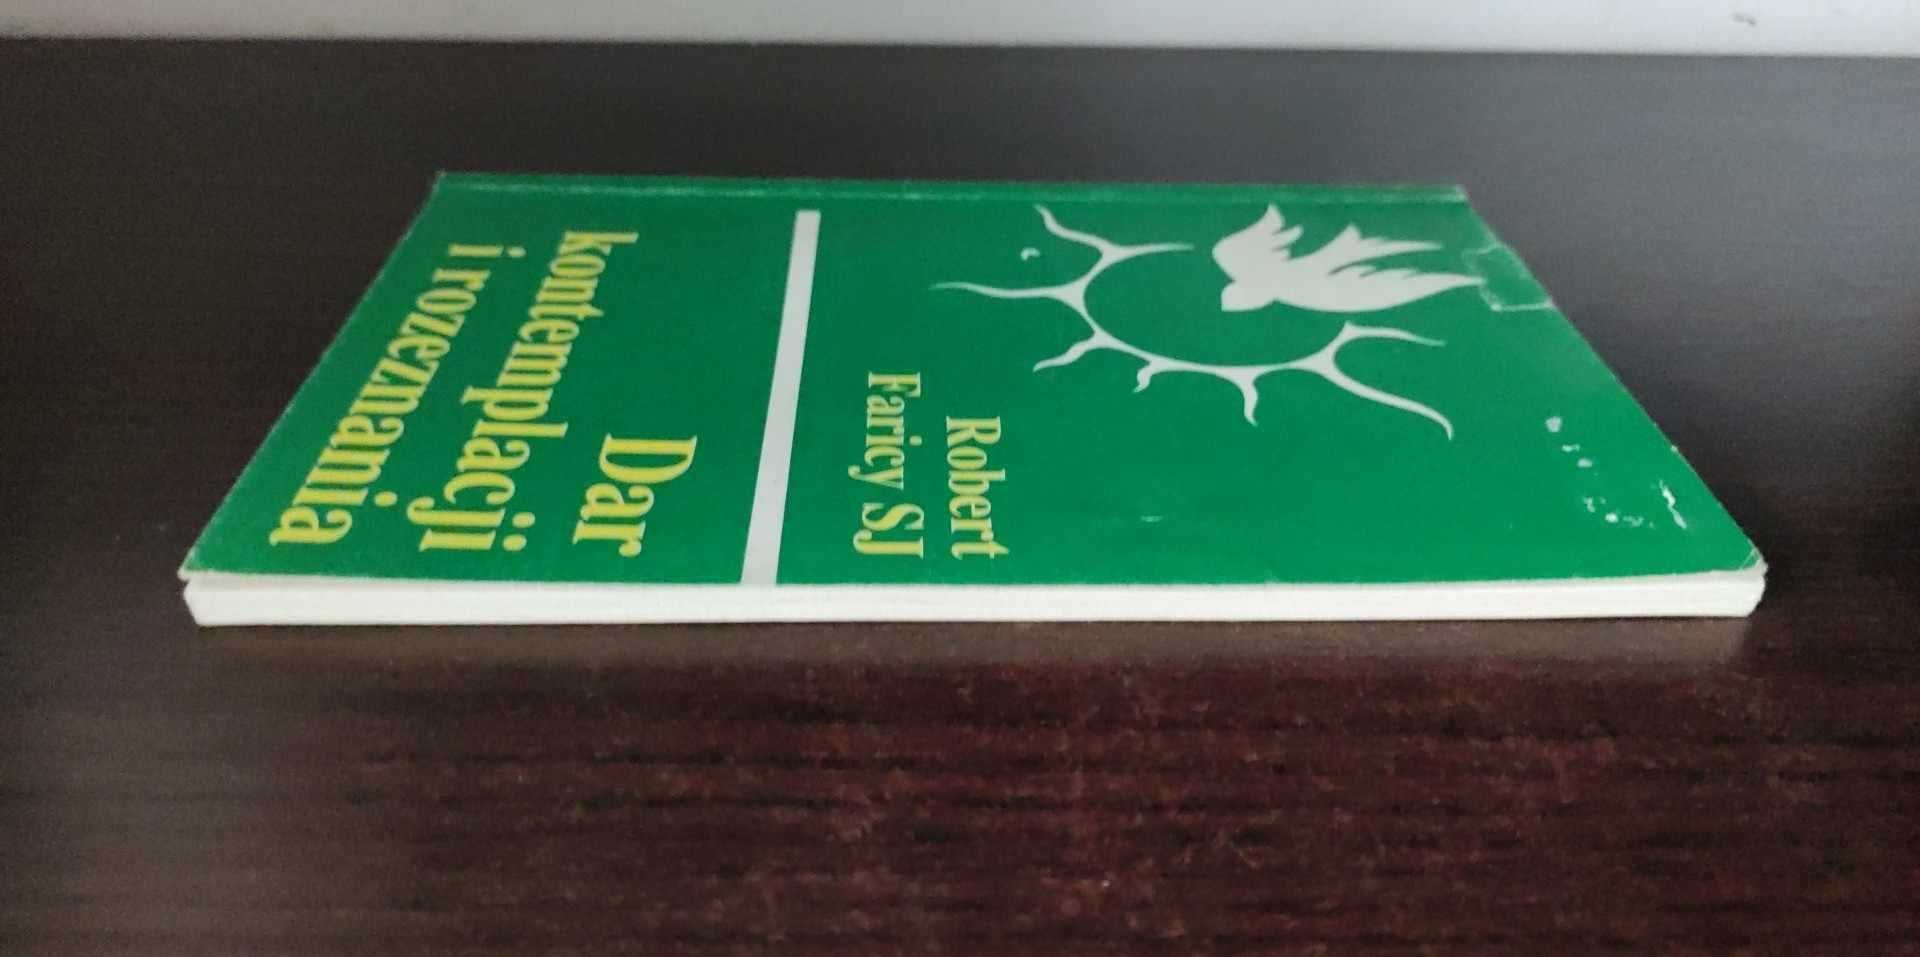 Robert
Faricy SJ
Dar
kontemplacji
i rozeznania